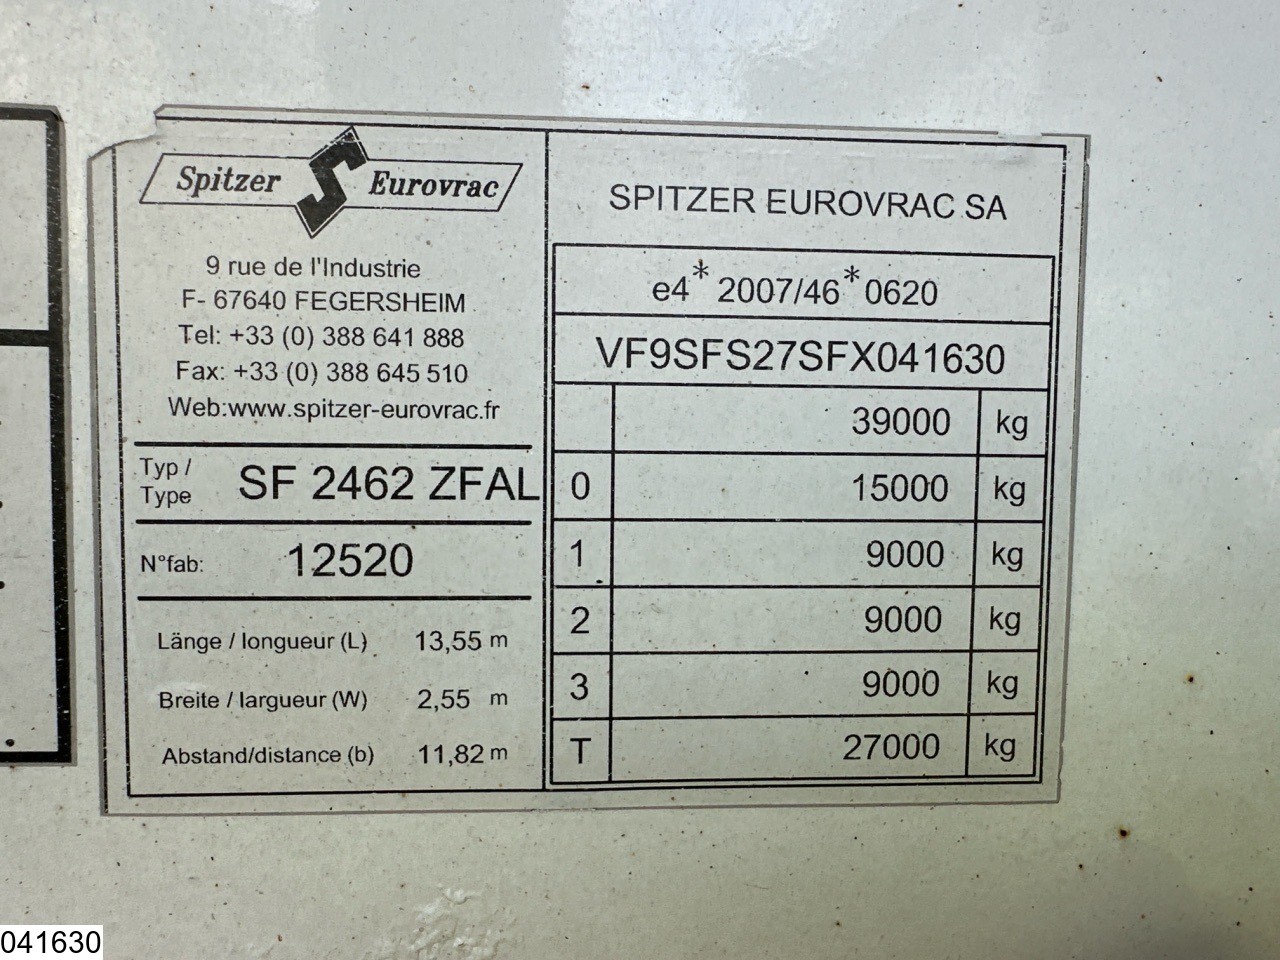 Spitzer S Eurovrac
9 rue de l'Industrie
F- 67640 FEGERSHEIM
Tel: +33 (0) 388 641 888
Fax: +33 (0) 388 645 510
Web:www.spitzer-eurovrac.fr
Typ /
Type SF 2462 ZFAL
N°fab: 12520
Länge / longueur (L) 13,55 m
Breite / largueur (W) 2,55 m
Abstand/distance (b) 11,82 m
SPITZER EUROVRAC SA
e4* 2007/46*0620
VF9SFS27SFX041630
39000 kg
0 15000 kg
1 9000 kg
2 9000 kg
3 9000 kg
T 27000 kg
041630